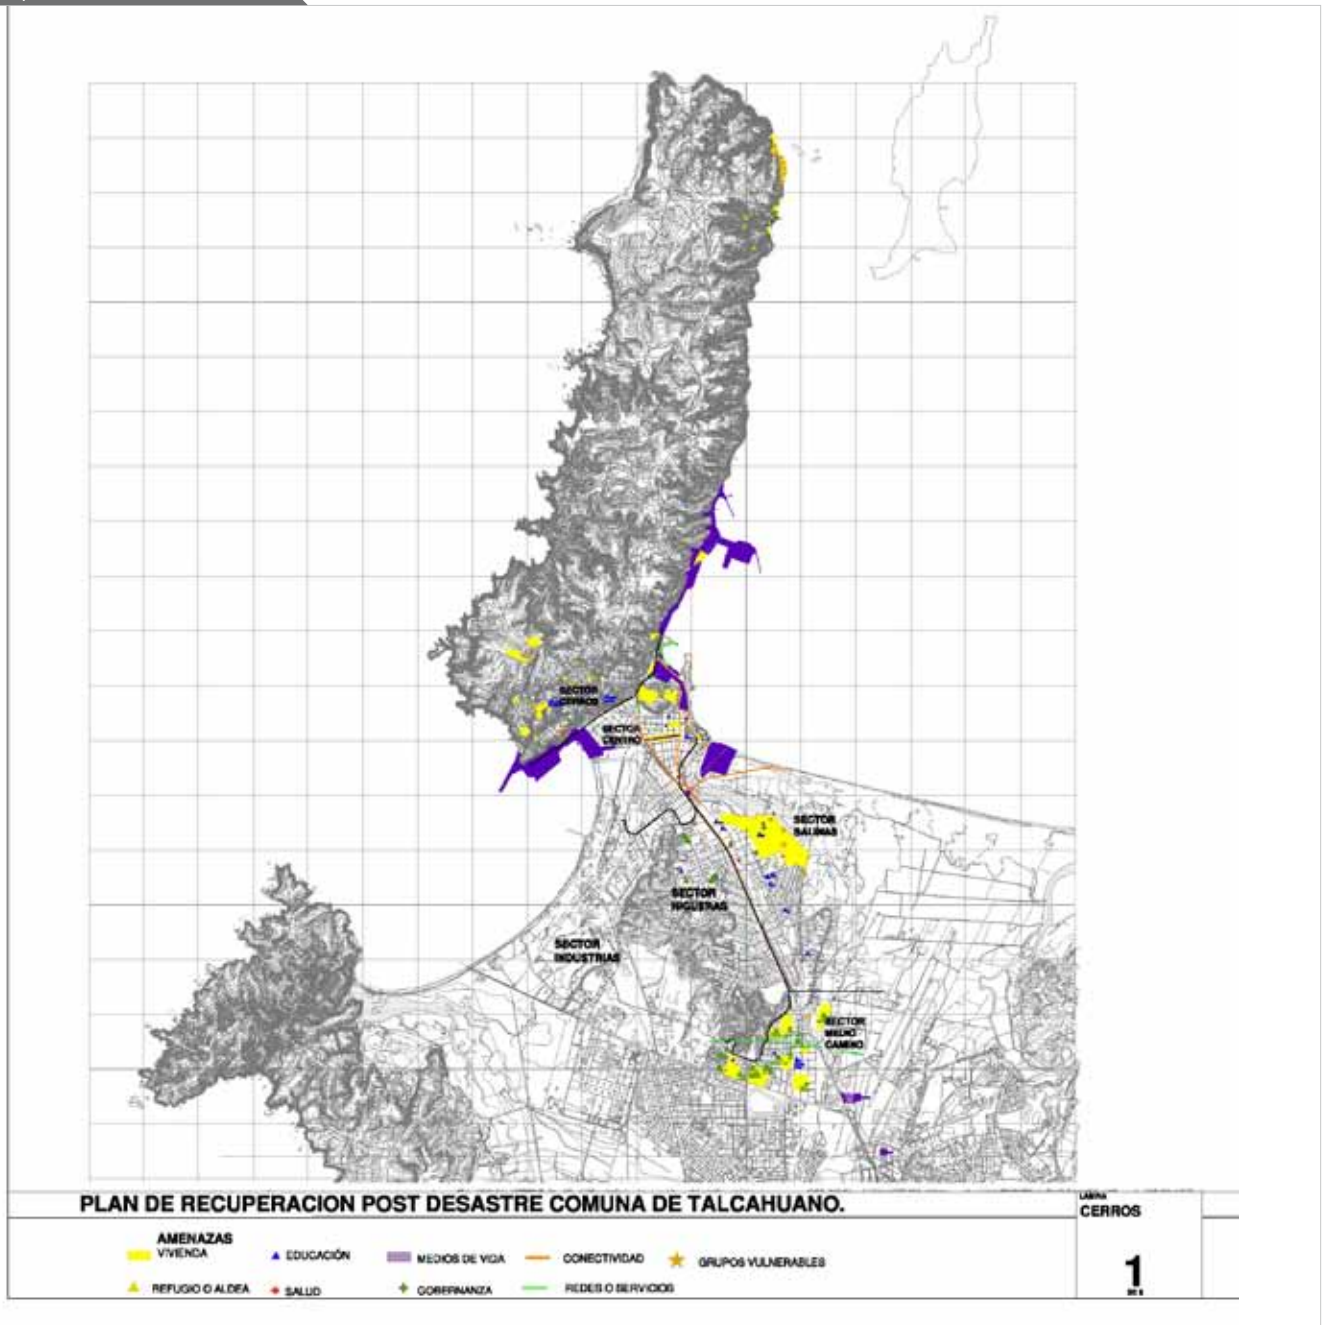 SECTOR
CERROS
SECTOR
CENTRO
SECTOR
SALINAS
SECTOR
HIGUERAS
SECTOR
INDUSTRIAS
SECTOR
MEDIO
CAMINO
PLAN DE RECUPERACION POST DESASTRE COMUNA DE TALCAHUANO.
LAMINA
CERROS
1
AMENAZAS
VIVIENDA
EDUCACIÓN
MEDIOS DE VIDA
CONECTIVIDAD
GRUPOS VULNERABLES
REFUGIO O ALDEA
SALUD
GOBERNANZA
REDES O SERVICIOS